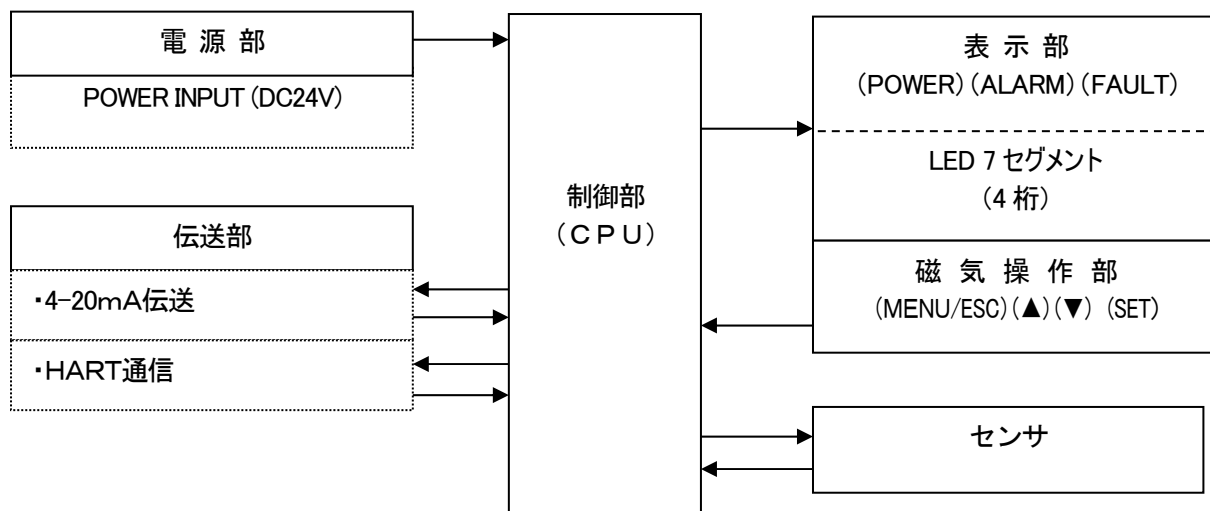 電 源 部
POWER INPUT (DC24V)
伝送部
・4-20mA伝送
・HART通信
制御部
(CPU)
表 示 部
(POWER) (ALARM) (FAULT)
LED 7 セグメント
(4 桁)
磁 気 操 作 部
(MENU/ESC) (▲) (▼) (SET)
センサ